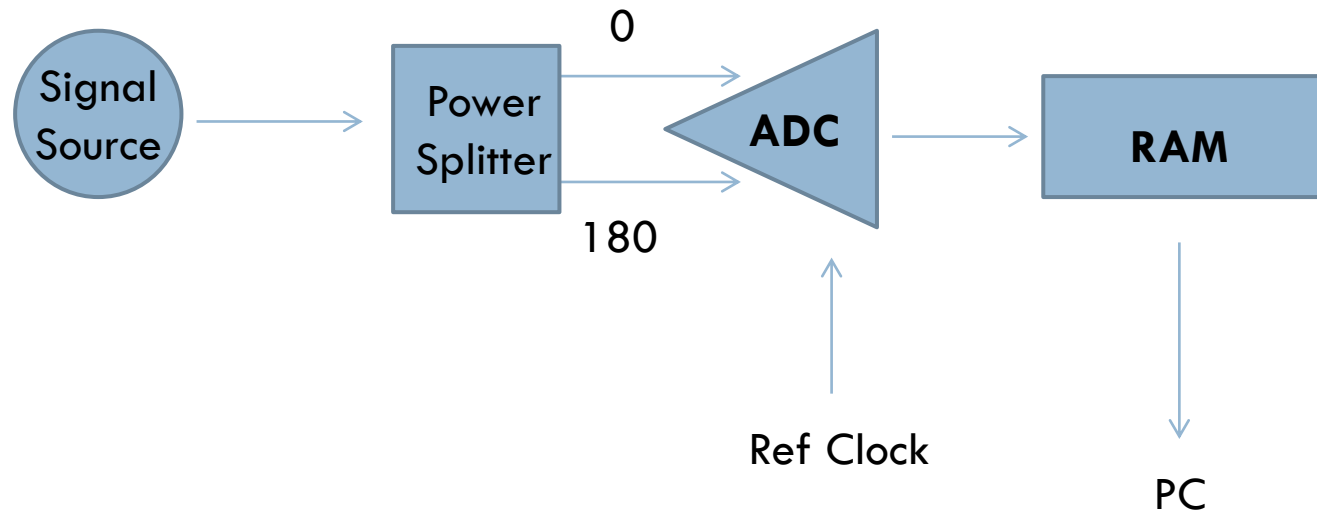 Signal
Source
Power
Splitter
0
180
ADC
RAM
Ref Clock
PC